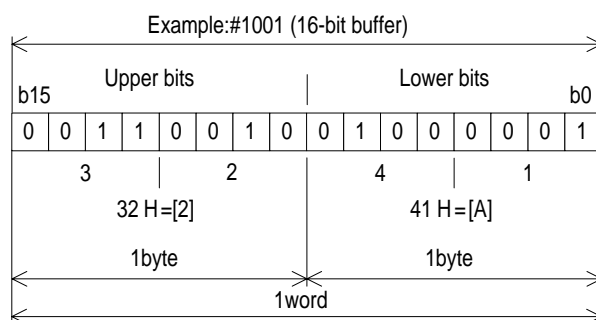 Example:#1001 (16-bit buffer)
Upper bits Lower bits
b15 b0
0 0 1 1 0 0 1 0 0 1 0 0 0 0 0 1
3 2 4 1
32 H=[2] 41 H=[A]
1byte 1byte
1word